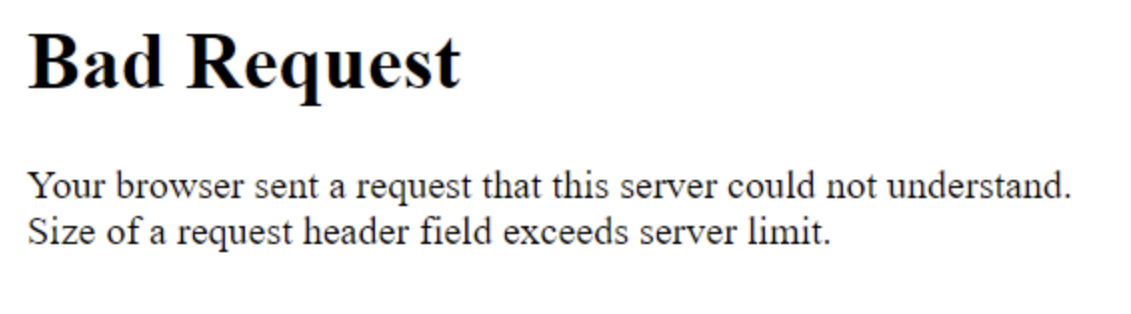 Bad Request
Your browser sent a request that this server could not understand.
Size of a request header field exceeds server limit.